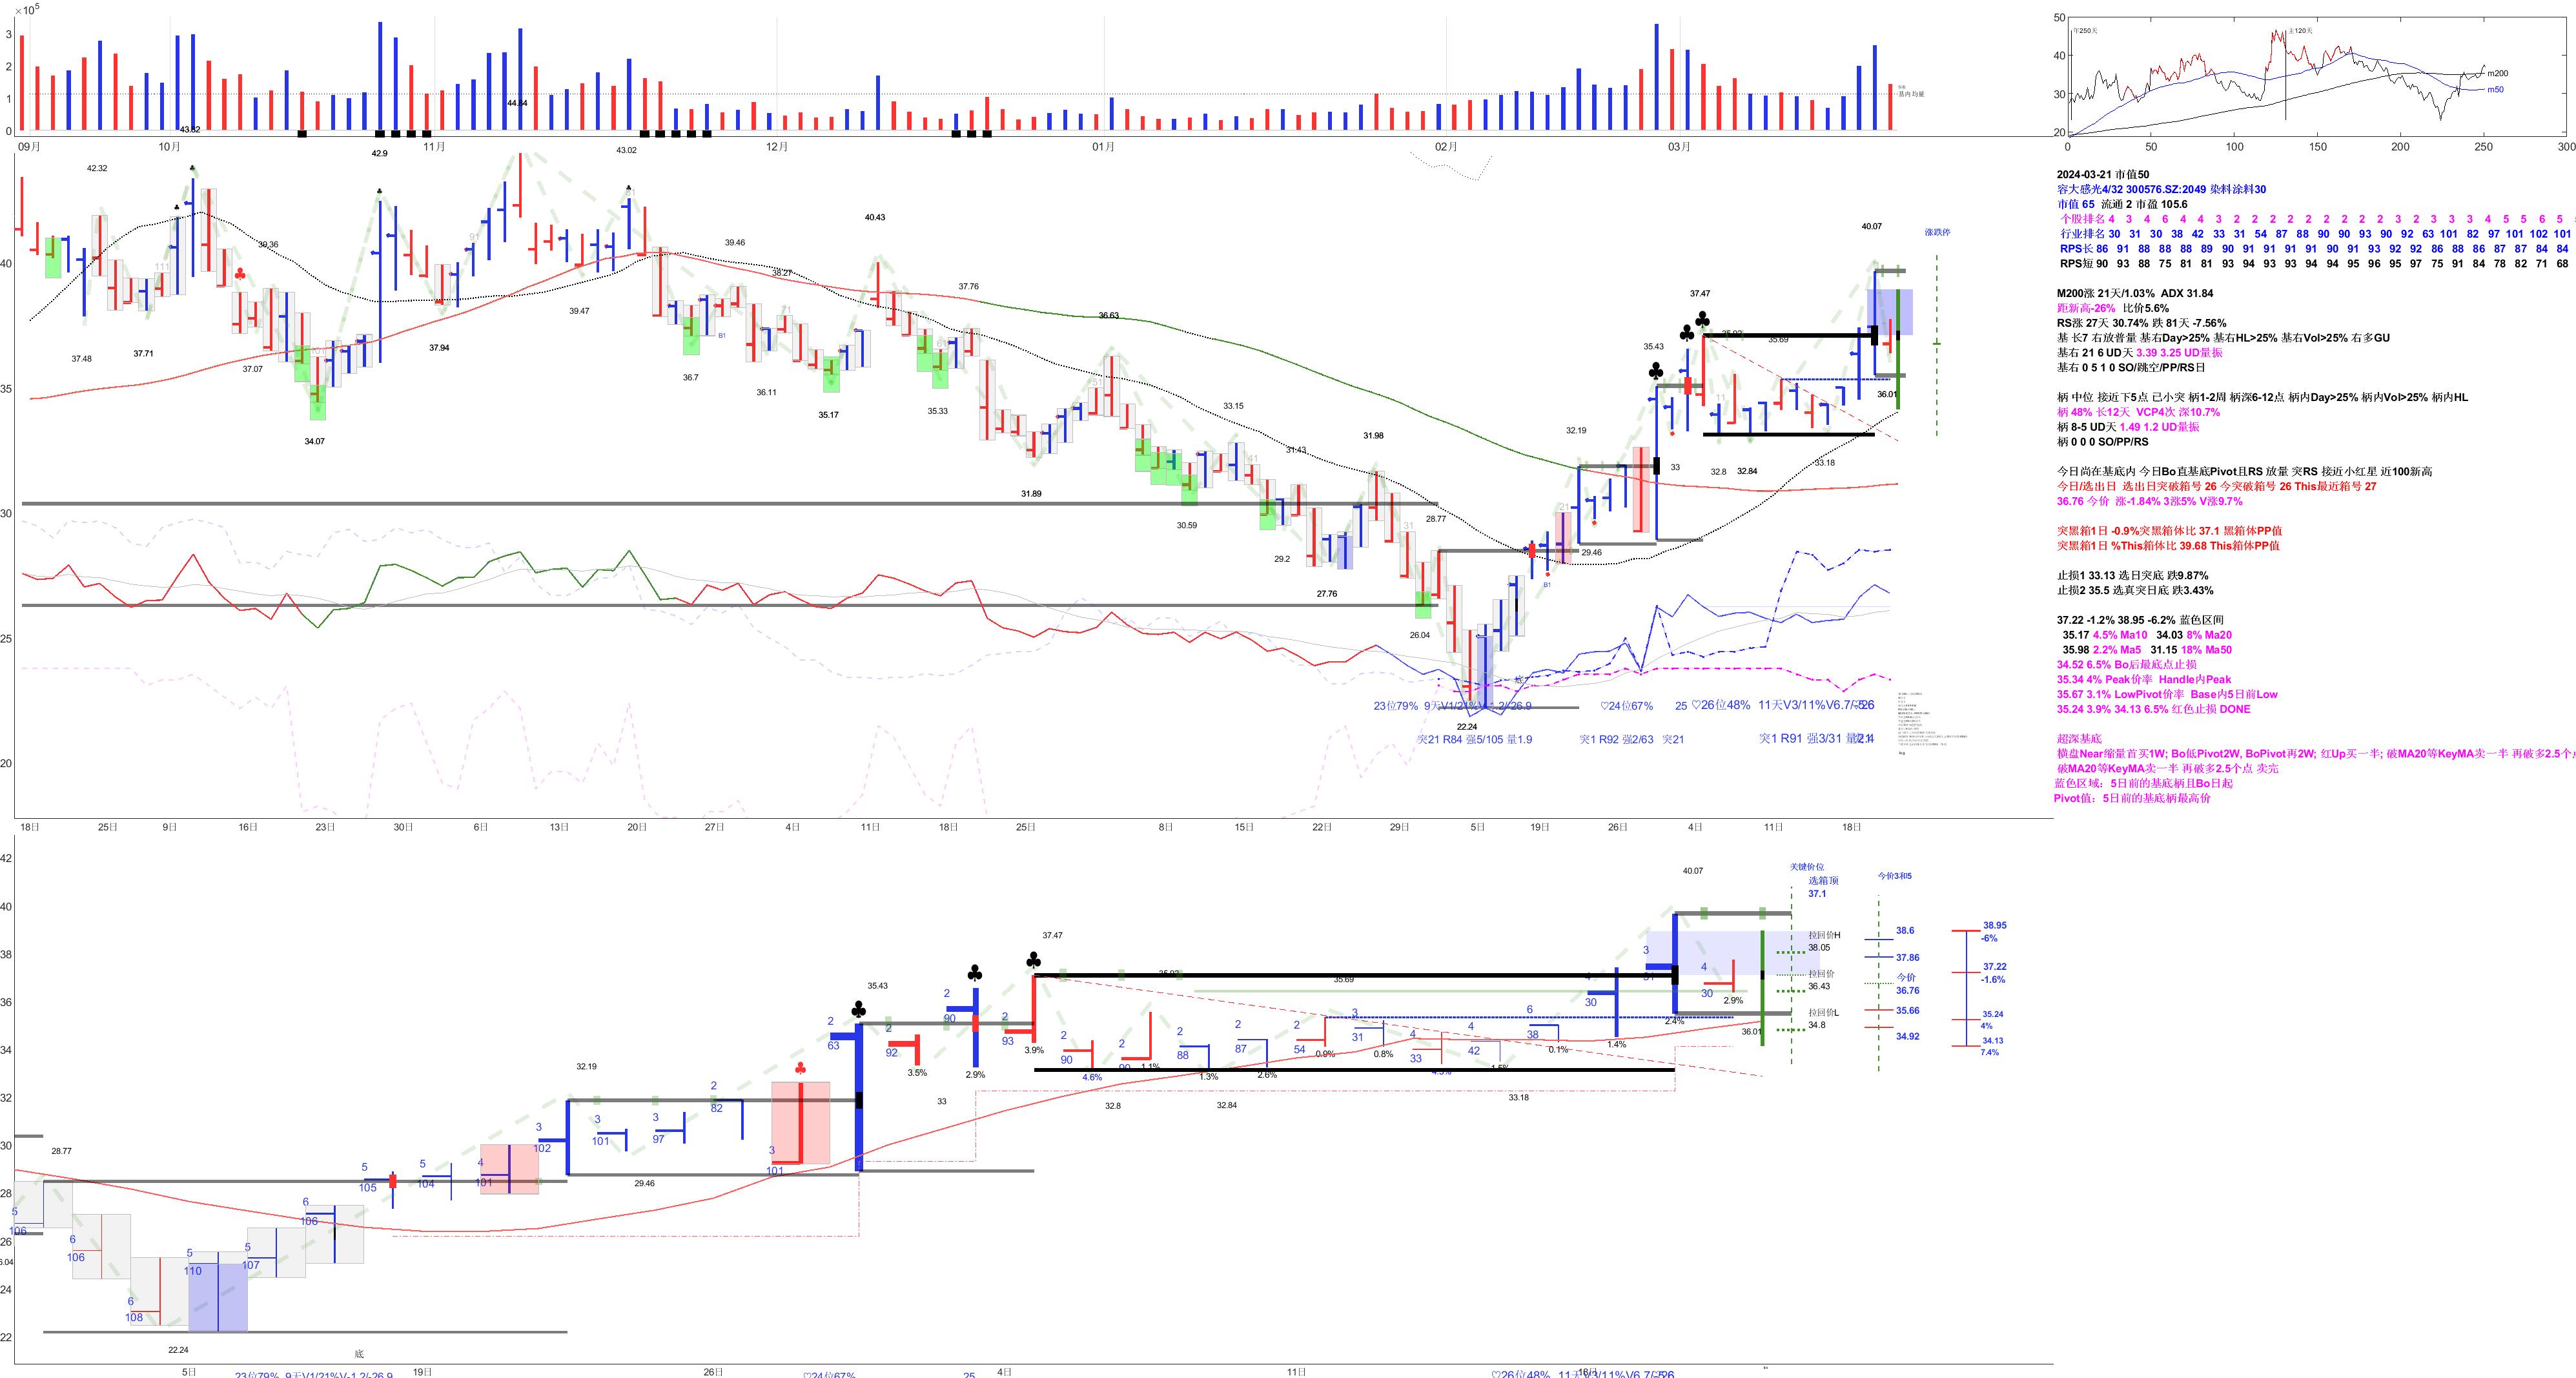 ×10⁵
3
2
1
0
基内 均量
43.82
44.84
09月 10月 11月 12月 01月 02月 03月
50
40
30
20
年250天
主120天
m200
m50
0 50 100 150 200 250 300
42.32
42.9
43.02
40.43
39.46
38.27
39.36
37.76
36.63
37.48
37.71
37.07
34.07
37.94
39.47
36.7
36.11
35.17
35.33
31.89
33.15
30.59
31.43
29.2
31.98
27.76
28.77
26.04
22.24
29.46
32.19
35.43
37.47
33
32.8
32.84
35.69
33.18
40.07
36.01
涨跌停
B1
B1
底
40
35
30
25
20
23位79% 9天V1/21%V-1.2/-26.9
♡24位67%
25
♡26位48% 11天V3/11%V6.7/-5.6
突21 R84 强5/105 量1.9
突1 R92 强2/63
突21
突1 R91 强3/31
18日 25日 9日 16日 23日 30日 6日 13日 20日 27日 4日 11日 18日 25日 8日 15日 22日 29日 5日 19日 26日 4日 11日 18日
2024-03-21 市值50
容大感光4/32 300576.SZ:2049 染料涂料30
市值 65 流通 2 市盈 105.6
个股排名 4 3 4 6 4 4 3 2 2 2 2 2 2 2 2 3 2 3 3 3 4 5 5 6 5
行业排名 30 31 30 38 42 33 31 54 87 88 90 90 93 90 92 63 101 82 97 101 102 101
RPS长 86 91 88 88 88 89 90 91 91 91 91 90 91 93 92 92 86 88 86 87 87 84 84
RPS短 90 93 88 75 81 81 93 94 93 93 94 94 95 96 95 97 75 91 84 78 82 71 68
M200涨 21天/1.03% ADX 31.84
距新高-26% 比价5.6%
RS涨 27天 30.74% 跌 81天 -7.56%
基 长7 右放普量 基右Day>25% 基右HL>25% 基右Vol>25% 右多GU
基右 21 6 UD天 3.39 3.25 UD量振
基右 0 5 1 0 SO/跳空/PP/RS日
柄 中位 接近下5点 已小突 柄1-2周 柄深6-12点 柄内Day>25% 柄内Vol>25% 柄内HL
柄 48% 长12天 VCP4次 深10.7%
柄 8-5 UD天 1.49 1.2 UD量振
柄 0 0 0 SO/PP/RS
今日尚在基底内 今日Bo直基底Pivot且RS 放量 突RS 接近小红星 近100新高
今日/选出日 选出日突破箱号 26 今突破箱号 26 This最近箱号 27
36.76 今价 涨-1.84% 3涨5% V涨9.7%
突黑箱1日 -0.9%突黑箱体比 37.1 黑箱体PP值
突黑箱1日 %This箱体比 39.68 This箱体PP值
止损1 33.13 选日突底 跌9.87%
止损2 35.5 选真突日底 跌3.43%
37.22 -1.2% 38.95 -6.2% 蓝色区间
35.17 4.5% Ma10 34.03 8% Ma20
35.98 2.2% Ma5 31.15 18% Ma50
34.52 6.5% Bo后最底点止损
35.34 4% Peak价率 Handle内Peak
35.67 3.1% LowPivot价率 Base内5日前Low
35.24 3.9% 34.13 6.5% 红色止损 DONE
超深基底
横盘Near缩量首买1W; Bo低Pivot2W, BoPivot再2W; 红Up买一半; 破MA20等KeyMA卖一半 再破多2.5个点
破MA20等KeyMA卖一半 再破多2.5个点 卖完
蓝色区域：5日前的基底柄且Bo日起
Pivot值：5日前的基底柄最高价
42
40
38
36
34
32
30
28
26
24
22
28.77
22.24
底
32.19
29.46
35.43
33
37.47
32.8
32.84
35.69
33.18
40.07
36.01
5
106
6
106
6
108
5
110
5
107
6
106
5
105
5
104
4
101
3
102
3
101
3
97
2
82
3
101
2
63
2
92
3.5%
2
90
2.9%
2
93
3.9%
2
90
4.6%
2
90
1.1%
2
88
1.3%
2
87
2.6%
2
54
0.9%
3
31
0.8%
4
33
4
42
6
38
0.1%
30
1.4%
3
2.4%
4
30
2.9%
关键价位
选箱顶
37.1
拉回价H
38.05
拉回价
36.43
拉回价L
34.8
今价3和5
38.6
37.86
今价
36.76
35.66
34.92
38.95
-6%
37.22
-1.6%
35.24
4%
34.13
7.4%
5日 19日 26日 4日 11日 18日
23位79% 9天V1/21%V-1.2/-26.9
♡24位67%
25
♡26位48% 11天V3/11%V6.7/-5.6